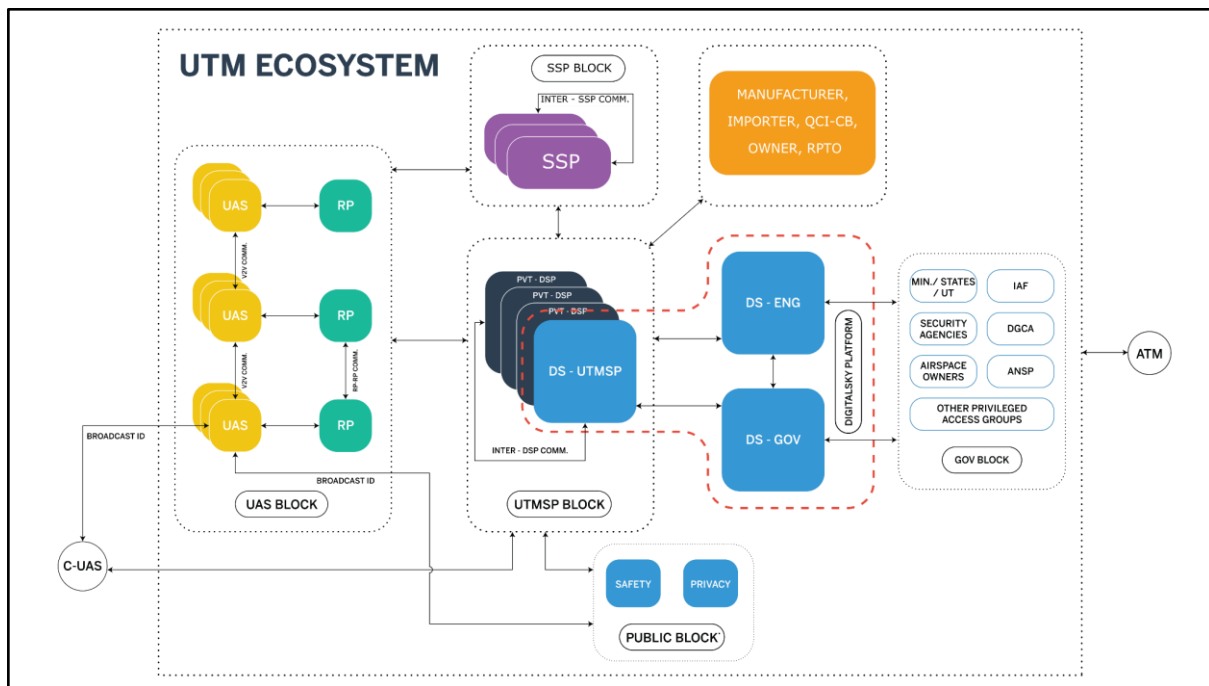 UTM ECOSYSTEM
SSP BLOCK
INTER - SSP COMM.
SSP
MANUFACTURER,
IMPORTER, QCI-CB,
OWNER, RPTO
UAS
RP
V2V COMM.
UAS
RP
V2V COMM.
RP-RP COMM.
UAS
RP
BROADCAST ID
BROADCAST ID
UAS BLOCK
PVT - DSP
PVT - DSP
PVT - DSP
DS - UTMSP
INTER - DSP COMM.
UTMSP BLOCK
DS - ENG
DS - GOV
DIGITALSKY PLATFORM
MIN./ STATES
/ UT
IAF
SECURITY
AGENCIES
DGCA
AIRSPACE
OWNERS
ANSP
OTHER PRIVILEGED
ACCESS GROUPS
GOV BLOCK
ATM
C-UAS
SAFETY
PRIVACY
PUBLIC BLOCK